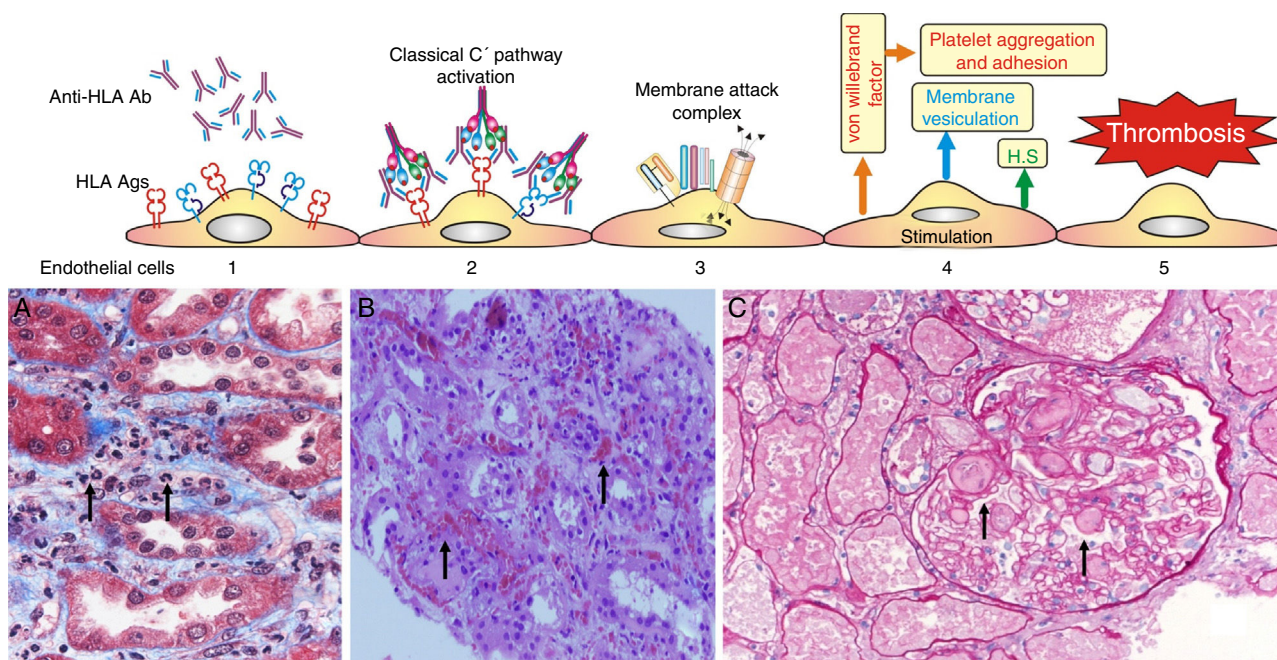 Anti-HLA Ab
HLA Ags
Classical C´ pathway
activation
Membrane attack
complex
von willebrand
factor
Platelet aggregation
and adhesion
Membrane
vesiculation
H.S
Stimulation
Thrombosis
Endothelial cells 1 2 3 4 5
A B C